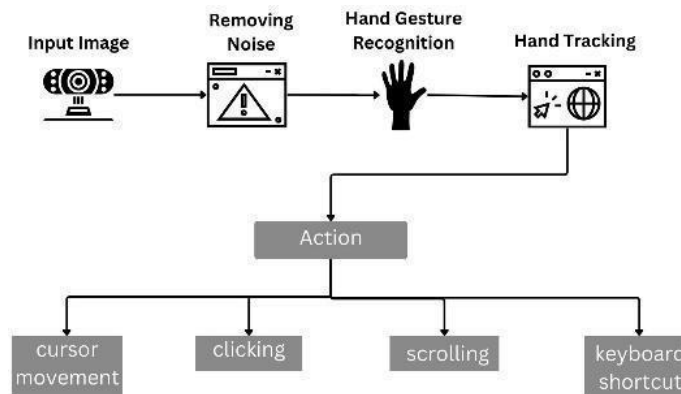 Input Image
Removing
Noise
Hand Gesture
Recognition
Hand Tracking
Action
cursor
movement
clicking
scrolling
keyboard
shortcut